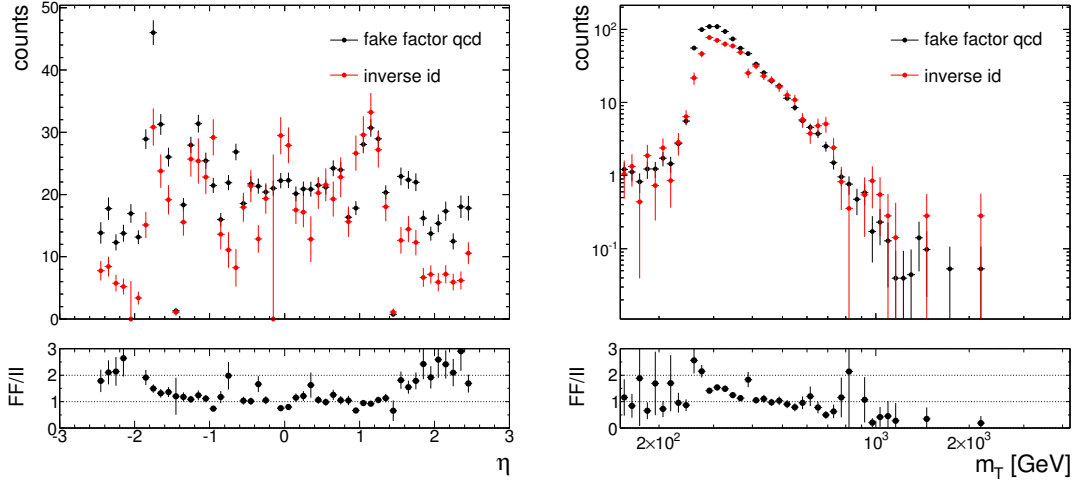 counts
50
40
30
20
10
0
fake factor qcd
inverse id
FF/II
3
2
1
0
-3 -2 -1 0 1 2 3
η
counts
10²
10
1
10⁻¹
fake factor qcd
inverse id
FF/II
3
2
1
0
2×10² 10³ 2×10³
m_T [GeV]